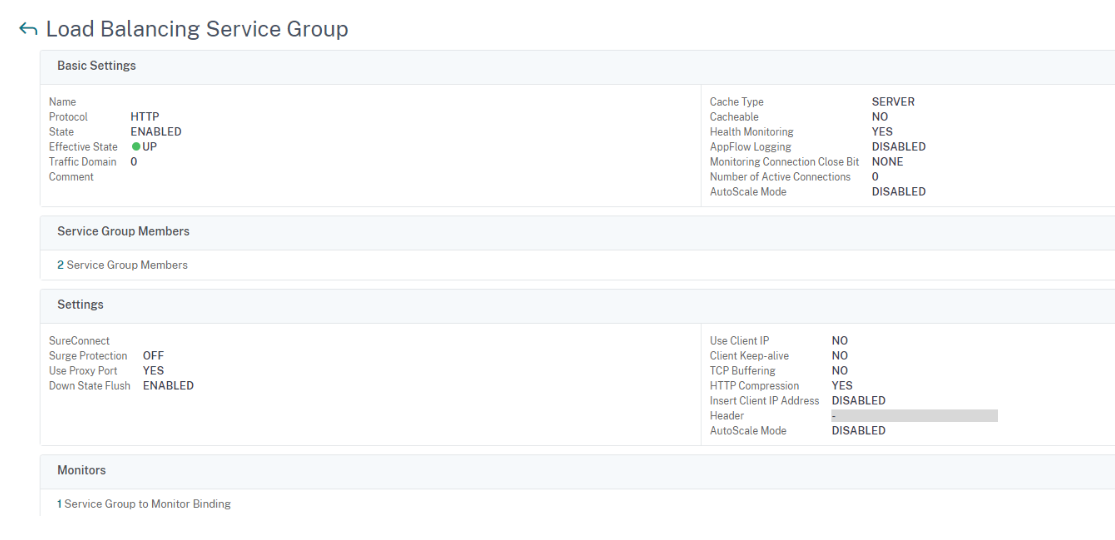 Load Balancing Service Group
Basic Settings
Name
Protocol HTTP
State ENABLED
Effective State UP
Traffic Domain 0
Comment
Cache Type SERVER
Cacheable NO
Health Monitoring YES
AppFlow Logging DISABLED
Monitoring Connection Close Bit NONE
Number of Active Connections 0
AutoScale Mode DISABLED
Service Group Members
2 Service Group Members
Settings
SureConnect
Surge Protection OFF
Use Proxy Port YES
Down State Flush ENABLED
Use Client IP NO
Client Keep-alive NO
TCP Buffering NO
HTTP Compression YES
Insert Client IP Address DISABLED
Header -
AutoScale Mode DISABLED
Monitors
1 Service Group to Monitor Binding